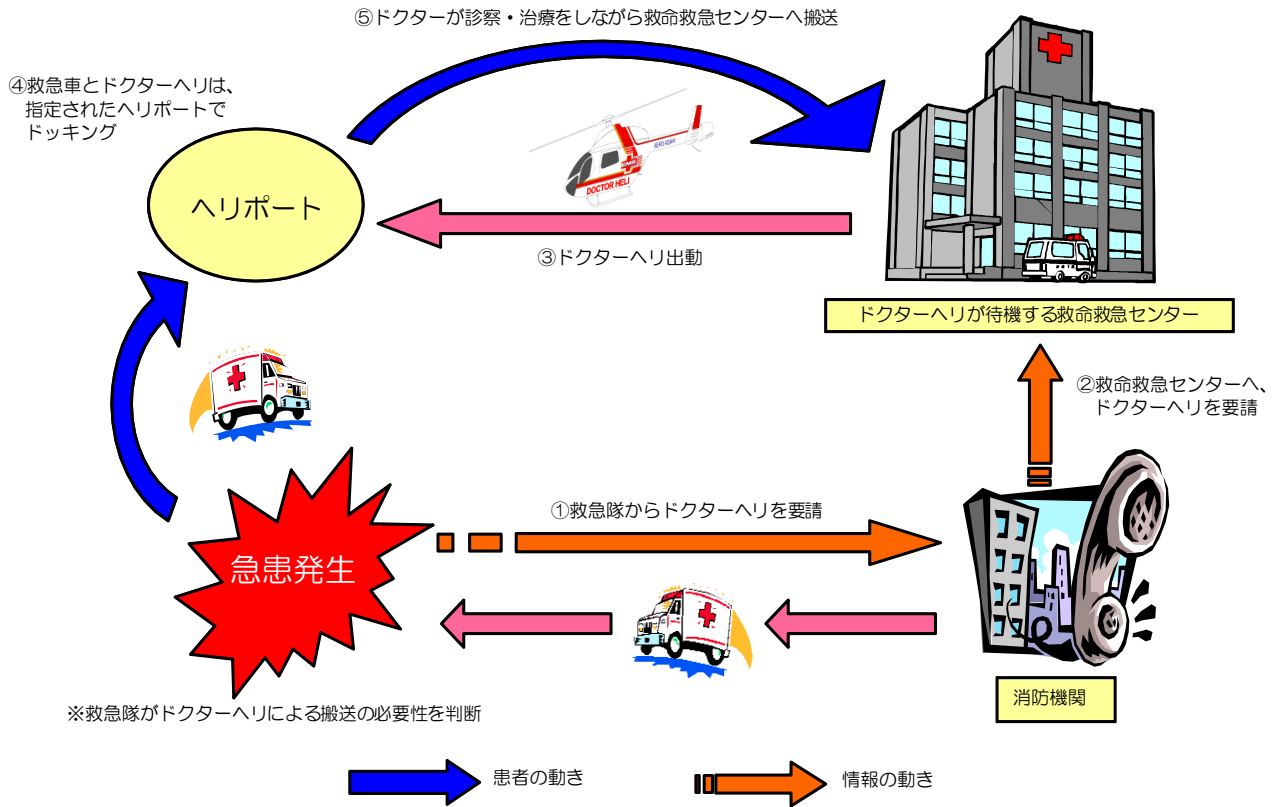 ⑤ドクターが診察・治療をしながら救命救急センターへ搬送
④救急車とドクターヘリは、
指定されたヘリポートで
ドッキング
ヘリポート
DOCTOR HELI
③ドクターヘリ出動
ドクターヘリが待機する救命救急センター
②救命救急センターへ、
ドクターヘリを要請
①救急隊からドクターヘリを要請
急患発生
消防機関
※救急隊がドクターヘリによる搬送の必要性を判断
患者の動き
情報の動き